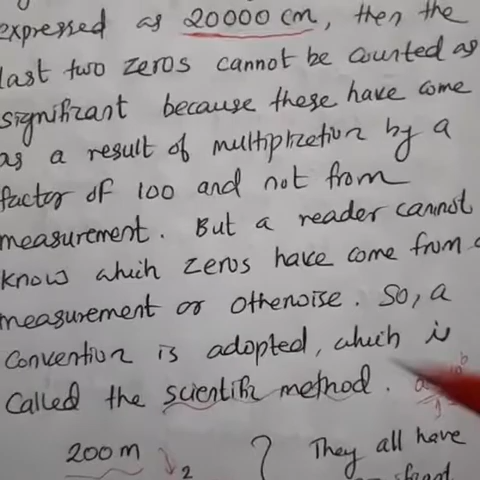 expressed as 20000 cm, then the
last two zeros cannot be counted as
significant because these have come
as a result of multiplication by a
factor of 100 and not from
measurement. But a reader cannot
know which zeros have come from
measurement or otherwise. So, a
convention is adopted, which is
called the scientific method.
200 m 2 ? They all have